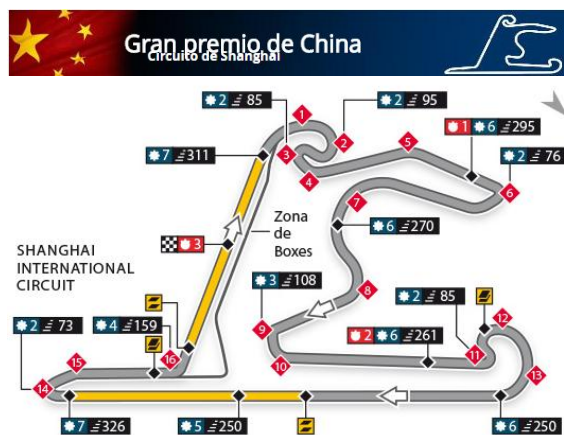 Gran premio de China
Circuito de Shanghai
2 85
2 95
1
5
1 6 295
2
7 311
3
2 76
4
6
7
Zona
de
Boxes
6 270
3
SHANGHAI
INTERNATIONAL
CIRCUIT
3 108
8
2 85
12
2 73
4 159
9
2 6 261
16
11
15
10
13
14
7 326
5 250
6 250